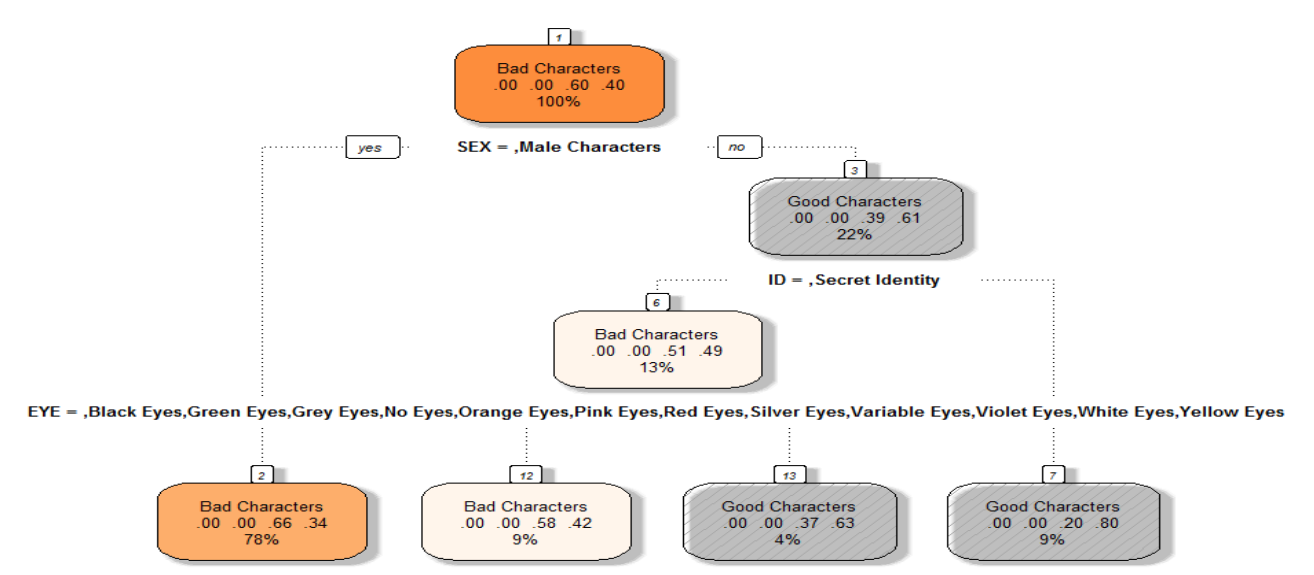 1
Bad Characters
.00 .00 .60 .40
100%
yes
SEX = ,Male Characters
no
3
Good Characters
.00 .00 .39 .61
22%
ID = ,Secret Identity
6
Bad Characters
.00 .00 .51 .49
13%
EYE = ,Black Eyes,Green Eyes,Grey Eyes,No Eyes,Orange Eyes,Pink Eyes,Red Eyes,Silver Eyes,Variable Eyes,Violet Eyes,White Eyes,Yellow Eyes
2
Bad Characters
.00 .00 .66 .34
78%
12
Bad Characters
.00 .00 .58 .42
9%
13
Good Characters
.00 .00 .37 .63
4%
7
Good Characters
.00 .00 .20 .80
9%